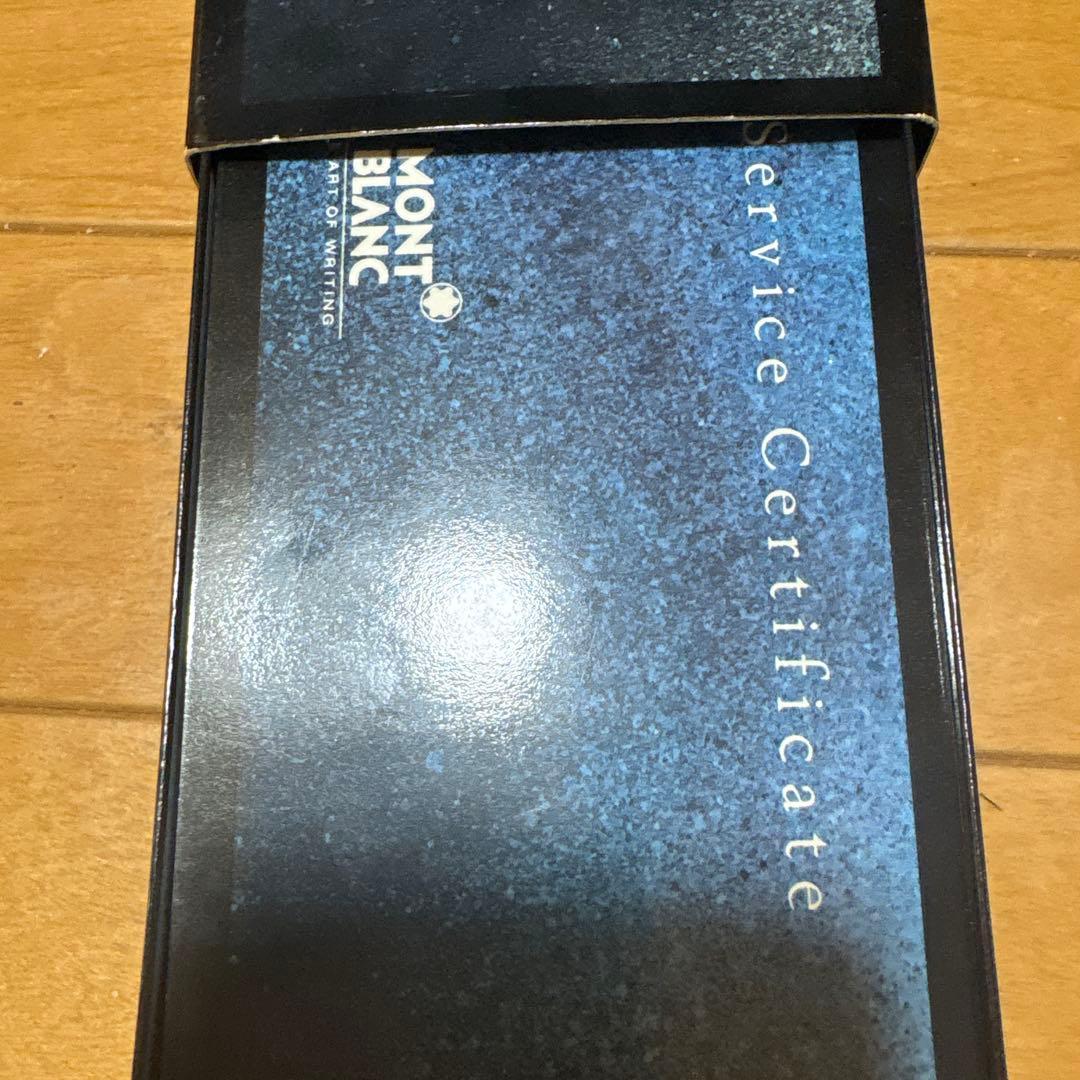 Service Certificate
MONT
BLANC
ART OF WRITING